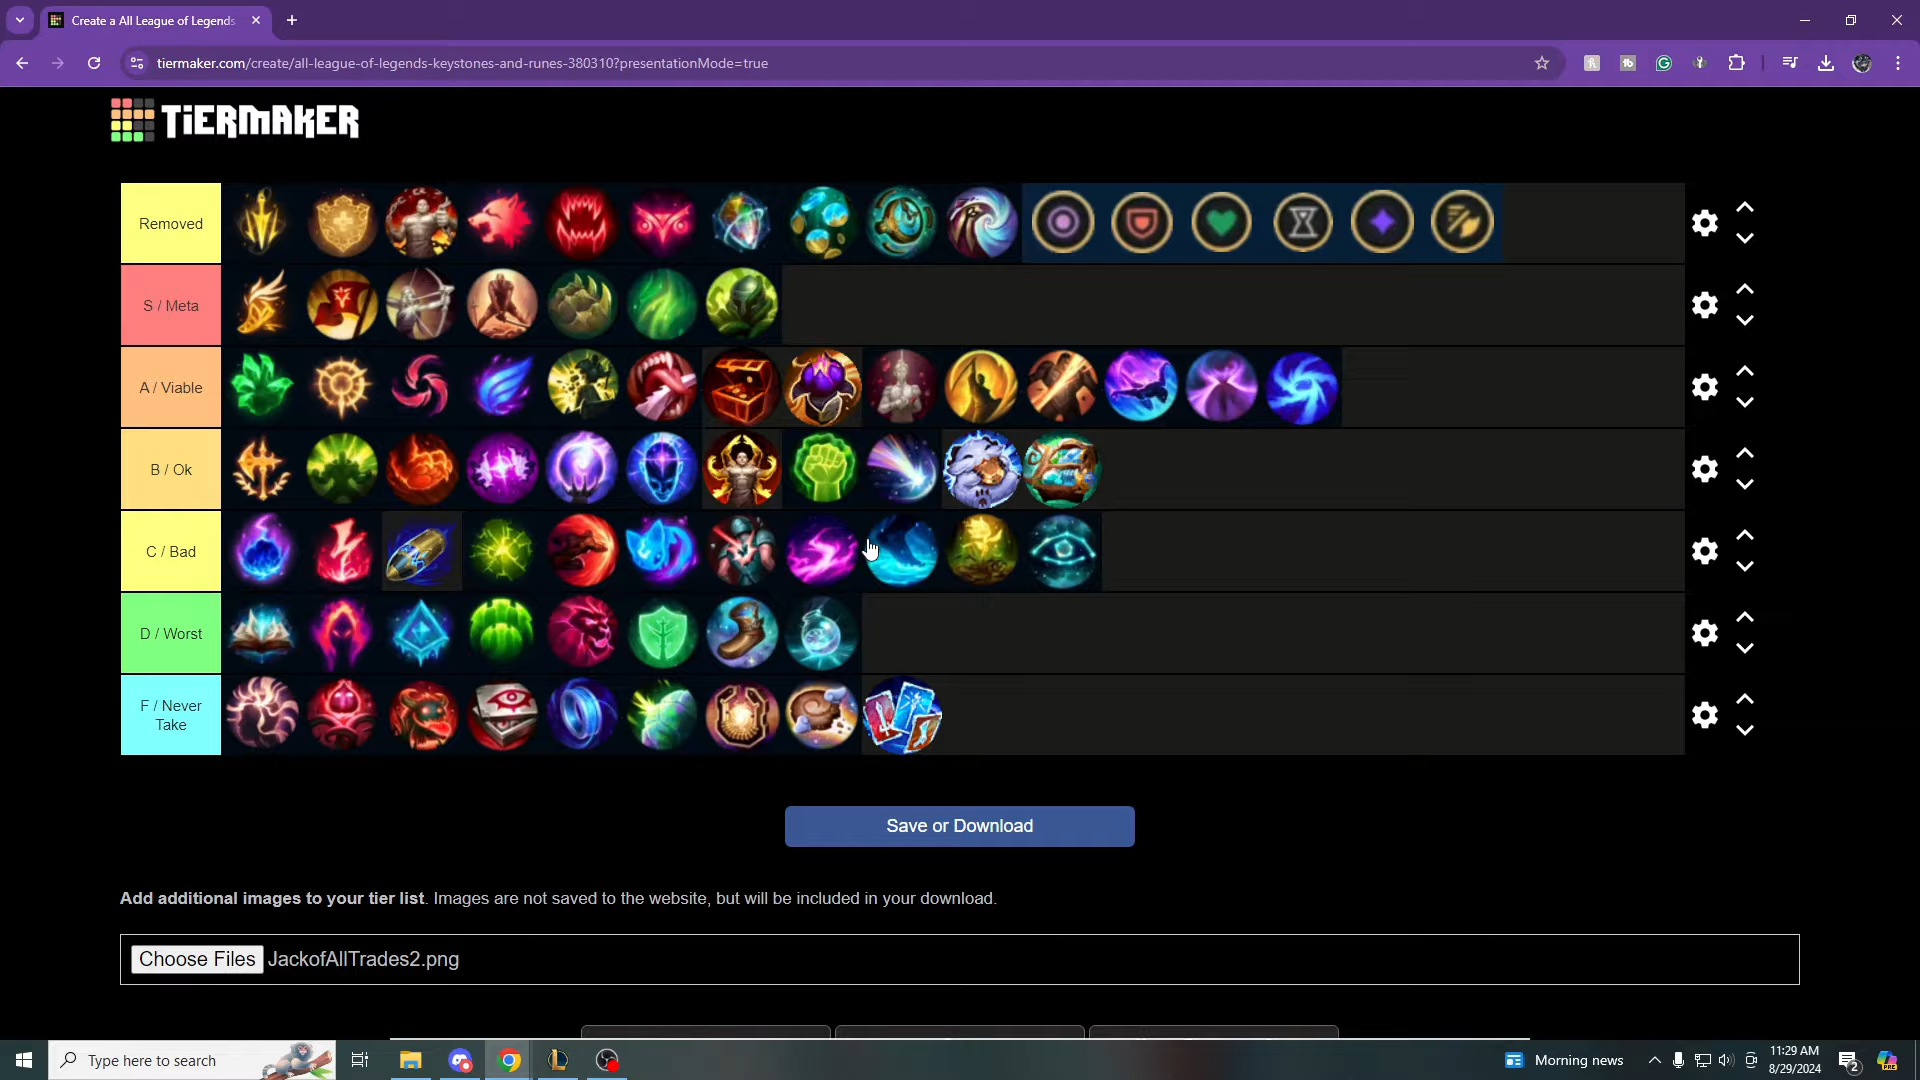 Create a All League of Legends
tiermaker.com/create/all-league-of-legends-keystones-and-runes-380310?presentationMode=true
TiERMAKER
Removed
S / Meta
A / Viable
B / Ok
C / Bad
D / Worst
F / Never
Take
Save or Download
Add additional images to your tier list. Images are not saved to the website, but will be included in your download.
Choose Files JackofAllTrades2.png
Type here to search
Morning news
11:29 AM
8/29/2024
2